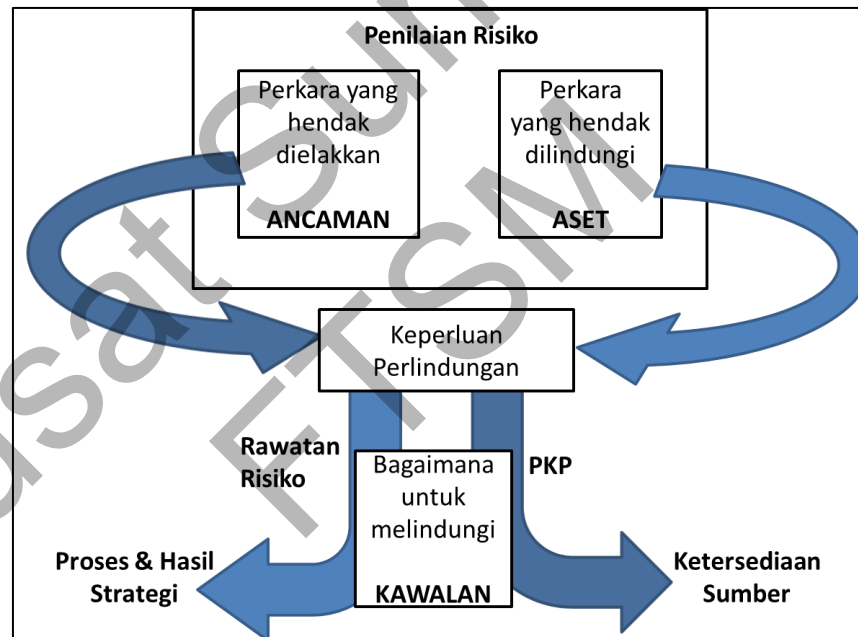 Penilaian Risiko
Perkara yang
hendak
dielakkan
ANCAMAN
Perkara
yang hendak
dilindungi
ASET
Keperluan
Perlindungan
Rawatan
Risiko
Bagaimana
untuk
melindungi
KAWALAN
PKP
Proses & Hasil
Strategi
Ketersediaan
Sumber
FTSM